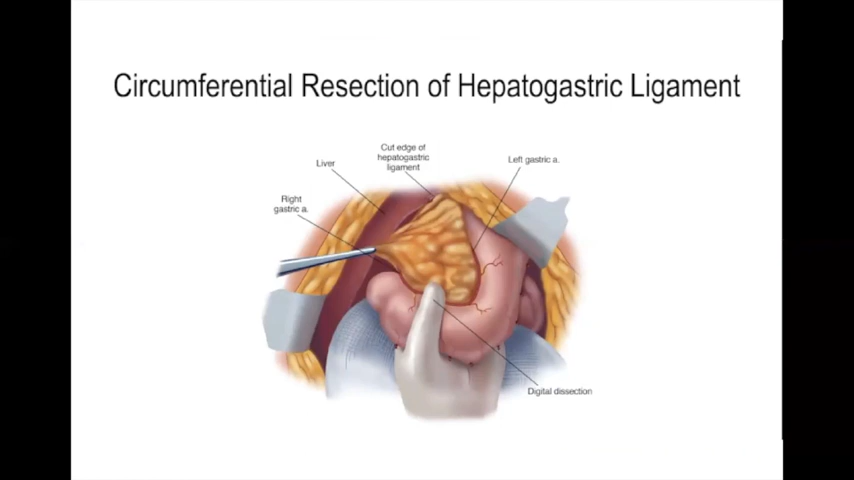 Circumferential Resection of Hepatogastric Ligament
Cut edge of
hepatogastric
ligament
Liver
Left gastric a.
Right
gastric a.
Digital dissection